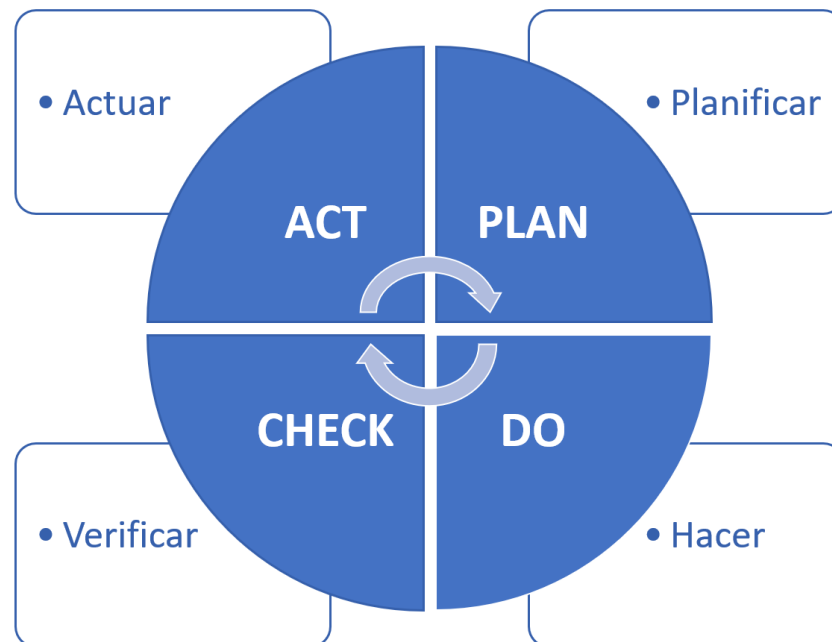 • Actuar
• Planificar
ACT
PLAN
CHECK
DO
• Verificar
• Hacer